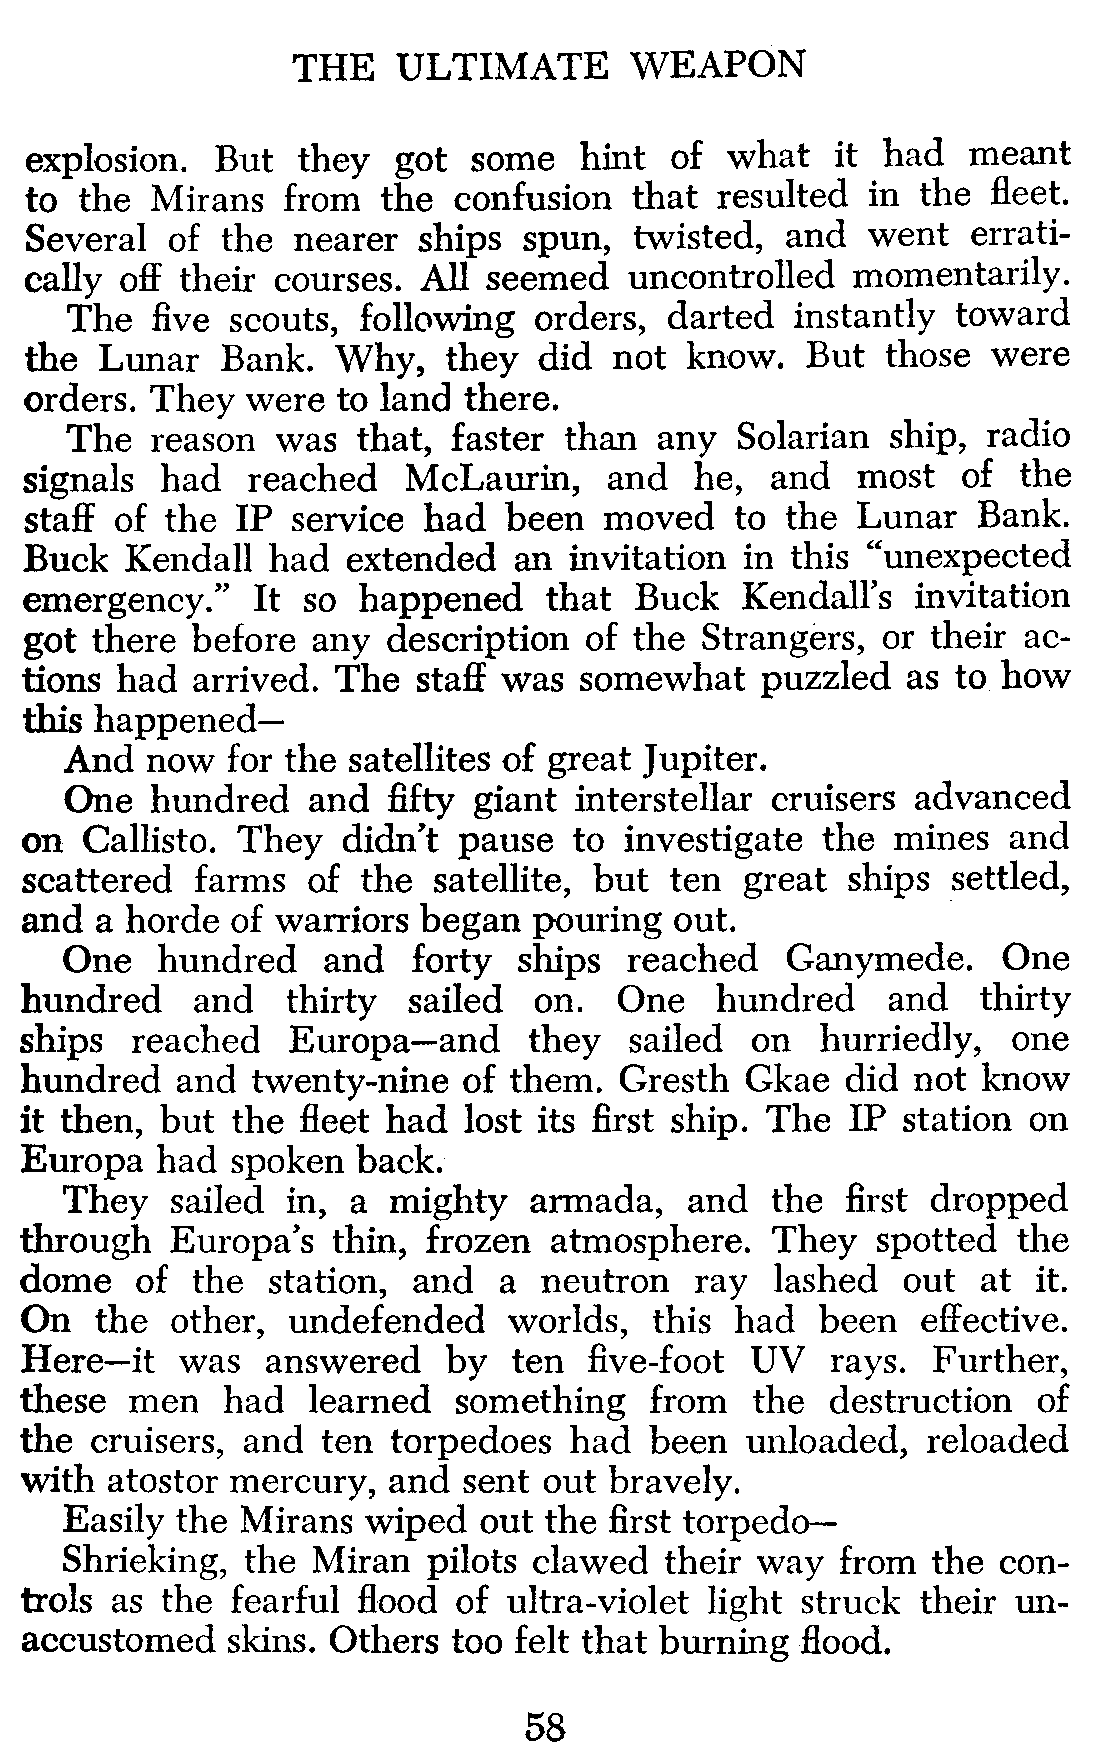 THE ULTIMATE WEAPON
explosion. But they got some hint of what it had meant
to the Mirans from the confusion that resulted in the fleet.
Several of the nearer ships spun, twisted, and went errati-
cally off their courses. All seemed uncontrolled momentarily.
The five scouts, following orders, darted instantly toward
the Lunar Bank. Why, they did not know. But those were
orders. They were to land there.
The reason was that, faster than any Solarian ship, radio
signals had reached McLaurin, and he, and most of the
staff of the IP service had been moved to the Lunar Bank.
Buck Kendall had extended an invitation in this “unexpected
emergency.” It so happened that Buck Kendall’s invitation
got there before any description of the Strangers, or their ac-
tions had arrived. The staff was somewhat puzzled as to how
this happened—
And now for the satellites of great Jupiter.
One hundred and fifty giant interstellar cruisers advanced
on Callisto. They didn’t pause to investigate the mines and
scattered farms of the satellite, but ten great ships settled,
and a horde of warriors began pouring out.
One hundred and forty ships reached Ganymede. One
hundred and thirty sailed on. One hundred and thirty
ships reached Europa—and they sailed on hurriedly, one
hundred and twenty-nine of them. Gresth Gkae did not know
it then, but the fleet had lost its first ship. The IP station on
Europa had spoken back.
They sailed in, a mighty armada, and the first dropped
through Europa’s thin, frozen atmosphere. They spotted the
dome of the station, and a neutron ray lashed out at it.
On the other, undefended worlds, this had been effective.
Here—it was answered by ten five-foot UV rays. Further,
these men had learned something from the destruction of
the cruisers, and ten torpedoes had been unloaded, reloaded
with atostor mercury, and sent out bravely.
Easily the Mirans wiped out the first torpedo—
Shrieking, the Miran pilots clawed their way from the con-
trols as the fearful flood of ultra-violet light struck their un-
accustomed skins. Others too felt that burning flood.
58